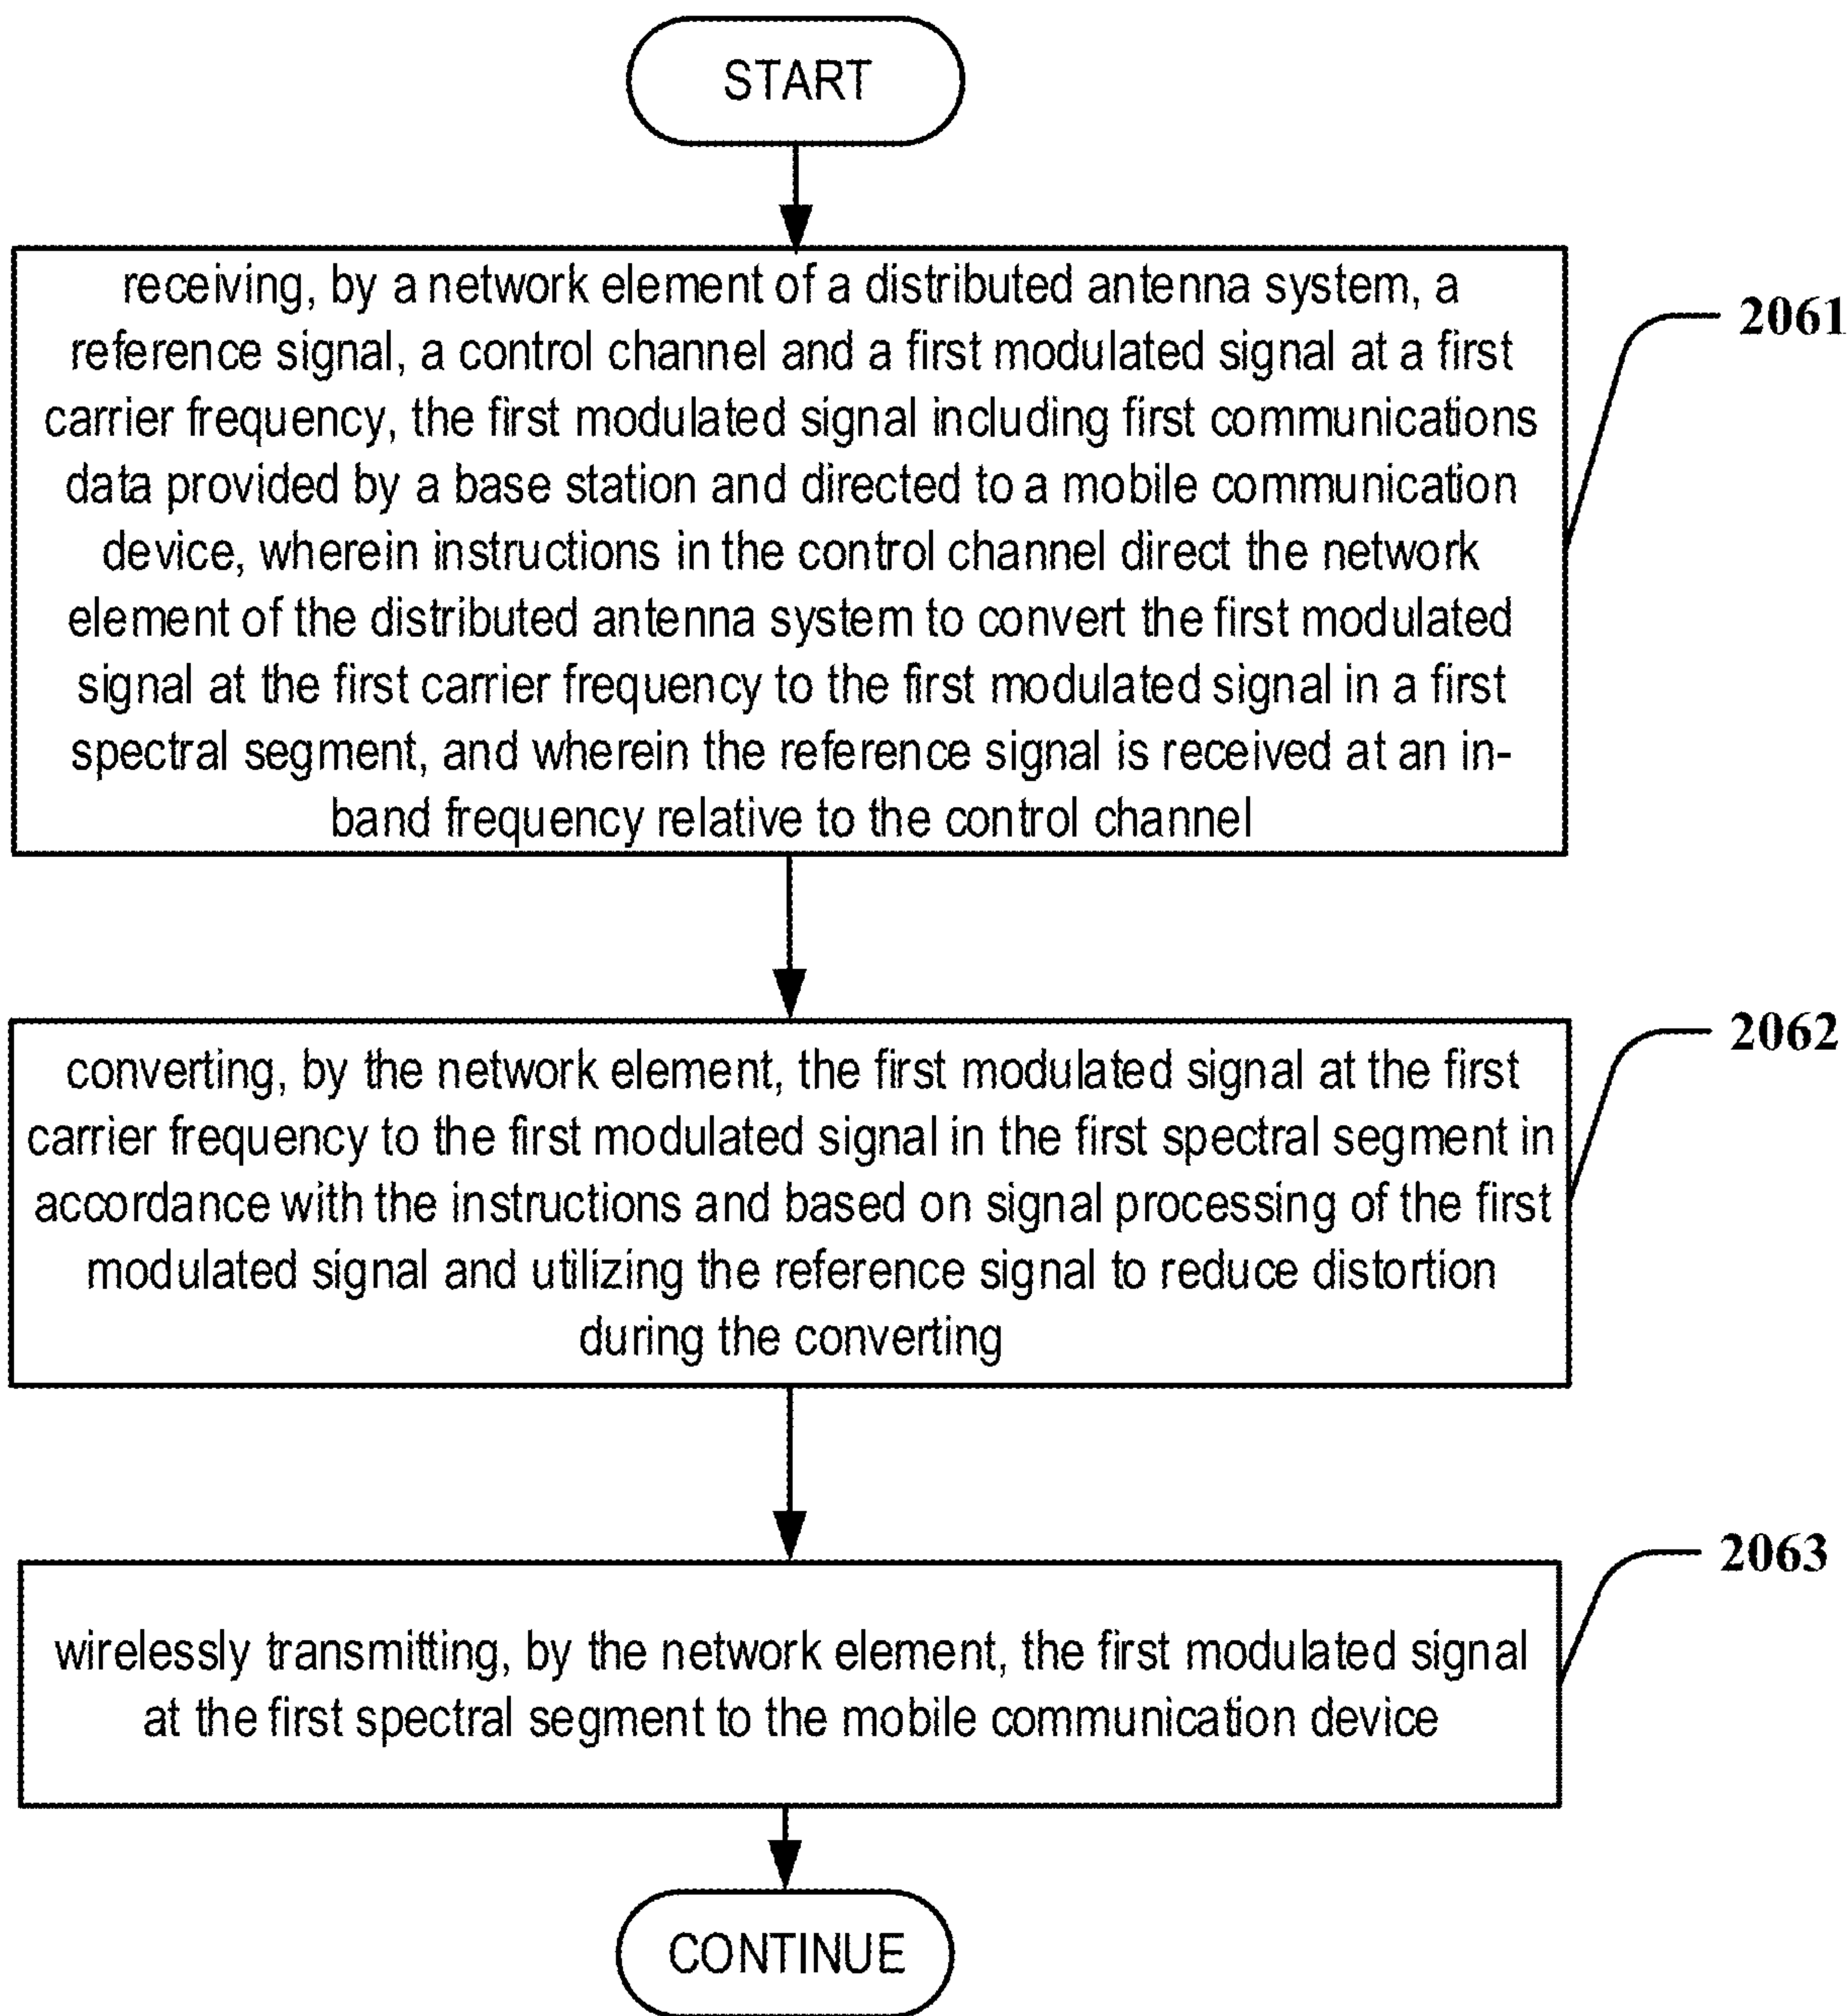 START
receiving, by a network element of a distributed antenna system, a
reference signal, a control channel and a first modulated signal at a first
carrier frequency, the first modulated signal including first communications
data provided by a base station and directed to a mobile communication
device, wherein instructions in the control channel direct the network
element of the distributed antenna system to convert the first modulated
signal at the first carrier frequency to the first modulated signal in a first
spectral segment, and wherein the reference signal is received at an in-
band frequency relative to the control channel
2061
converting, by the network element, the first modulated signal at the first
carrier frequency to the first modulated signal in the first spectral segment in
accordance with the instructions and based on signal processing of the first
modulated signal and utilizing the reference signal to reduce distortion
during the converting
2062
wirelessly transmitting, by the network element, the first modulated signal
at the first spectral segment to the mobile communication device
2063
CONTINUE